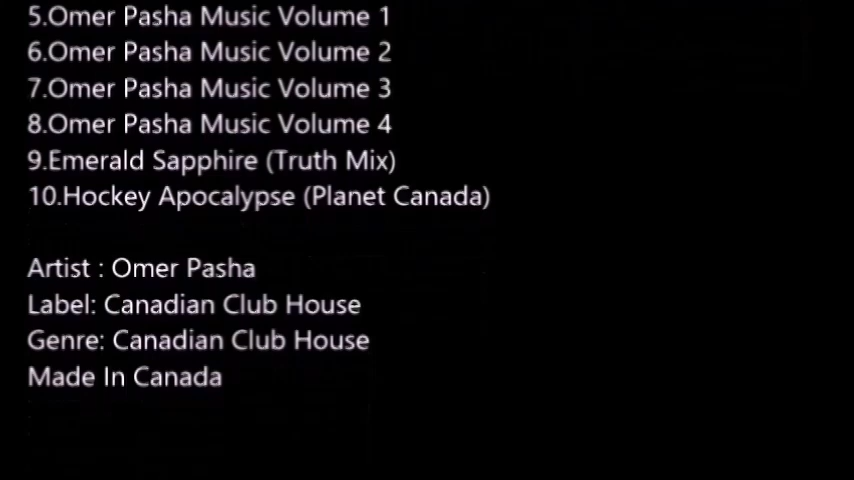 5.Omer Pasha Music Volume 1
6.Omer Pasha Music Volume 2
7.Omer Pasha Music Volume 3
8.Omer Pasha Music Volume 4
9.Emerald Sapphire (Truth Mix)
10.Hockey Apocalypse (Planet Canada)
Artist : Omer Pasha
Label: Canadian Club House
Genre: Canadian Club House
Made In Canada